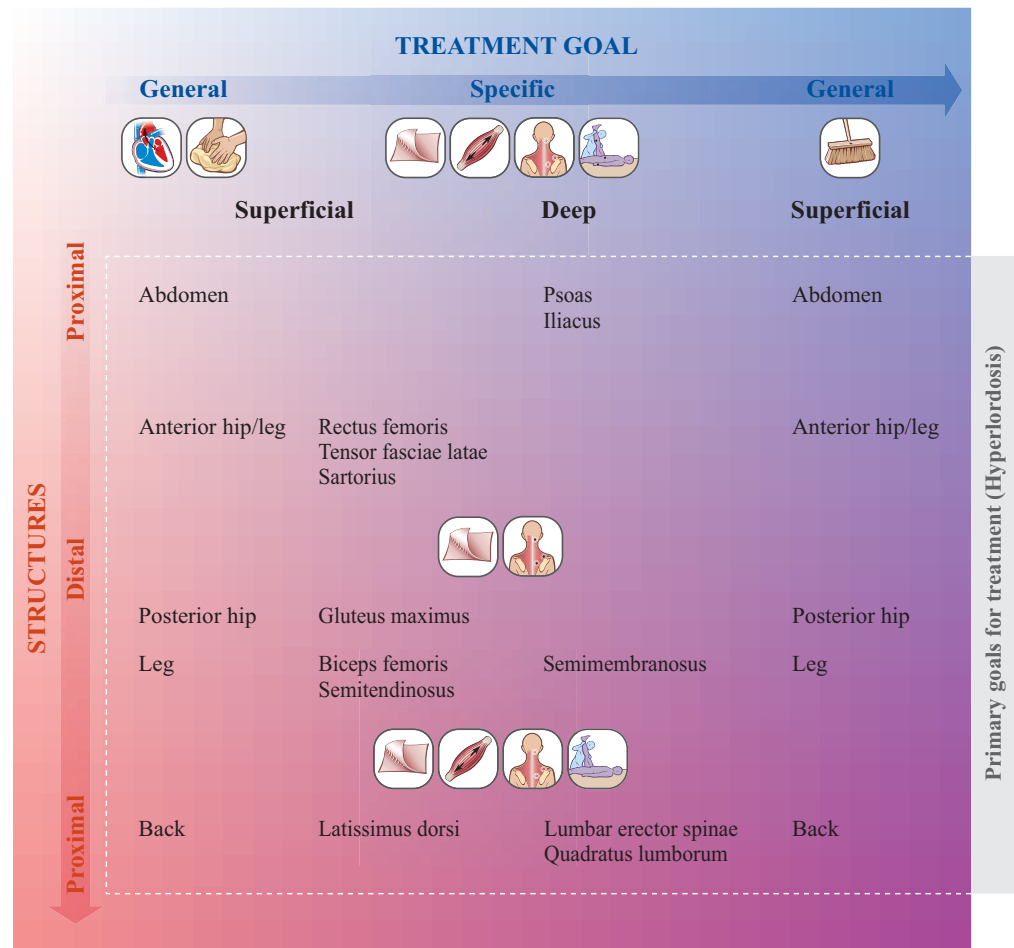 TREATMENT GOAL
General Specific General
Superficial Deep Superficial
STRUCTURES
Proximal
Abdomen Psoas Abdomen
Iliacus
Anterior hip/leg Rectus femoris Anterior hip/leg
Tensor fasciae latae
Sartorius
Distal
Posterior hip Gluteus maximus Posterior hip
Leg Biceps femoris Semimembranosus Leg
Semitendinosus
Proximal
Back Latissimus dorsi Lumbar erector spinae Back
Quadratus lumborum
Primary goals for treatment (Hyperlordosis)